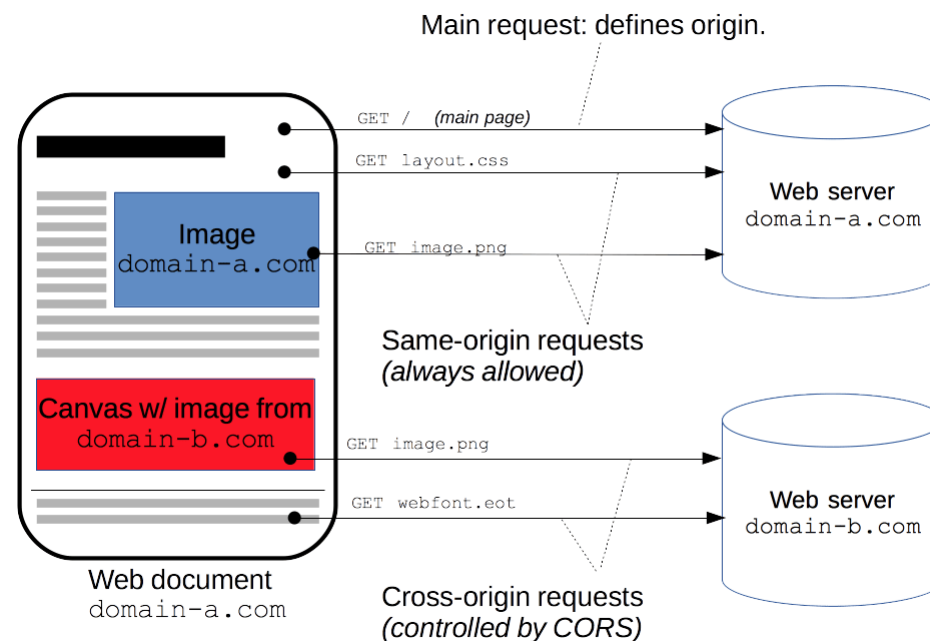 Main request: defines origin.
GET / (main page)
GET layout.css
Web server
domain-a.com
Image
domain-a.com
GET image.png
Same-origin requests
(always allowed)
Canvas w/ image from
domain-b.com
GET image.png
GET webfont.eot
Web server
domain-b.com
Web document
domain-a.com
Cross-origin requests
(controlled by CORS)